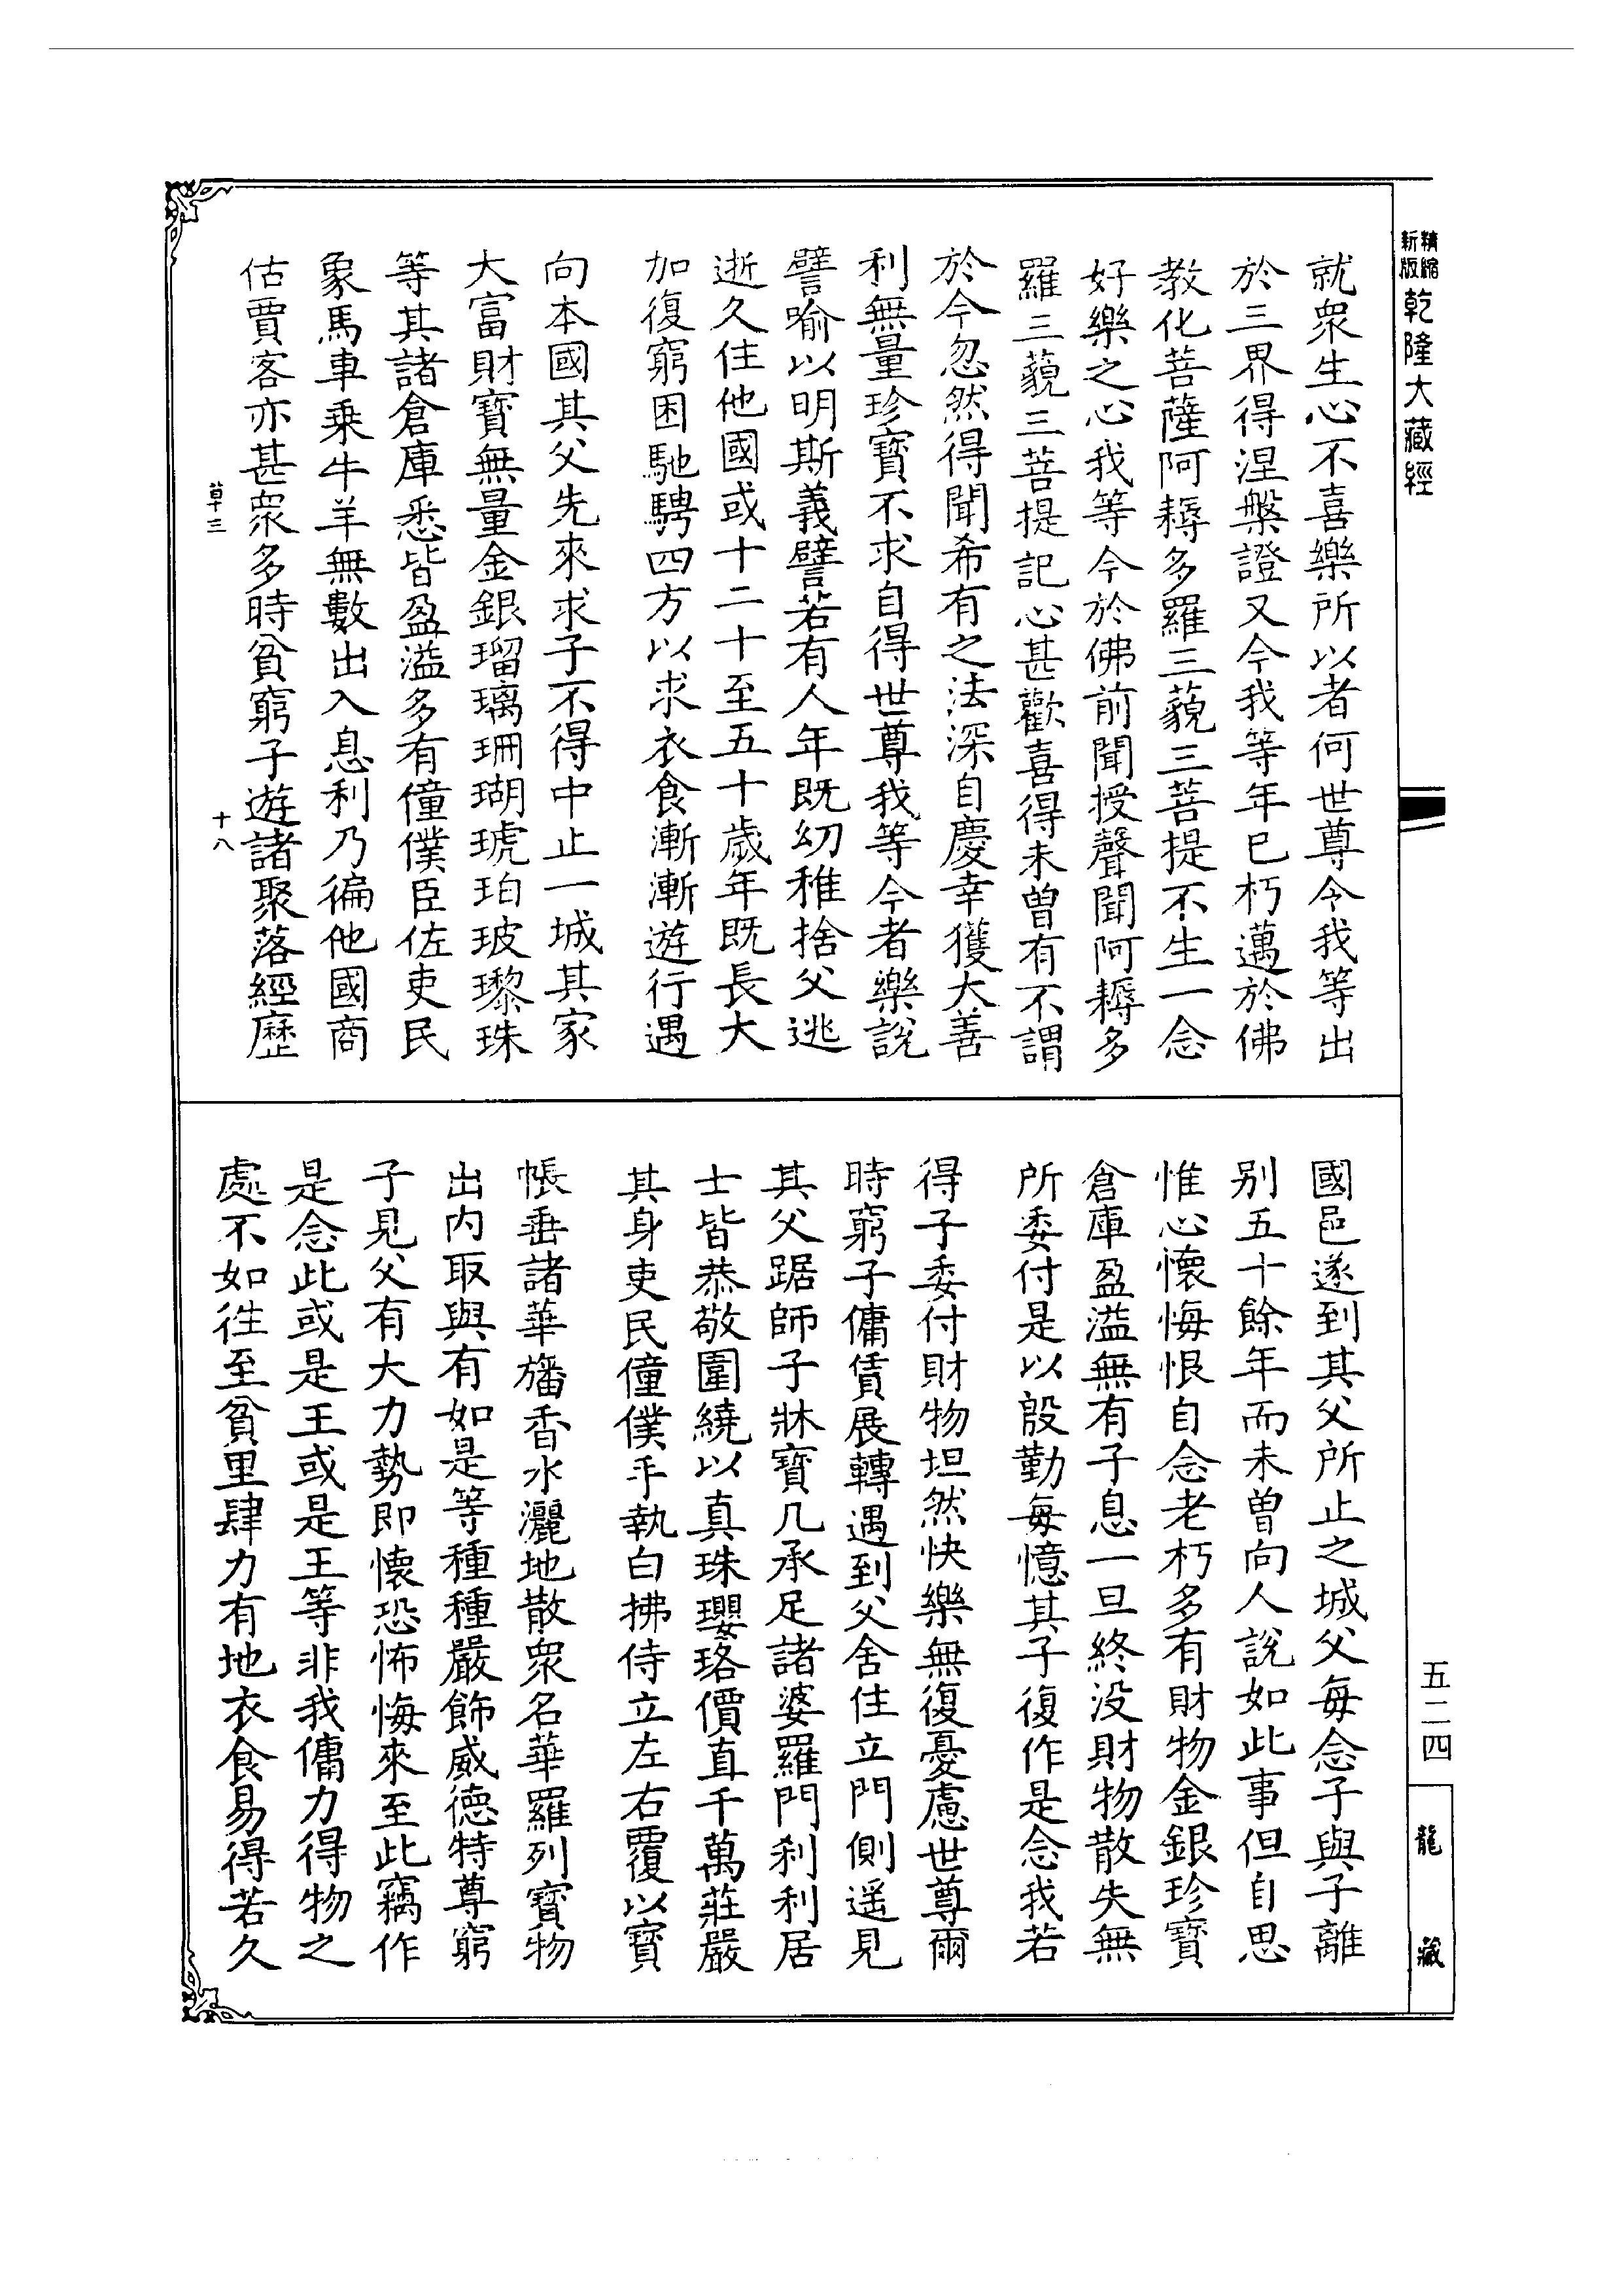 精縮
新版
乾隆大藏經
就衆生心不喜樂所以者何世尊令我等出
於三界得涅槃證又今我等年已朽邁於佛
教化菩薩阿耨多羅三藐三菩提不生一念
好樂之心我等今於佛前聞授聲聞阿耨多
羅三藐三菩提記心甚歡喜得未曾有不謂
於今忽然得聞希有之法深自慶幸獲大善
利無量珍寶不求自得世尊我等今者樂說
譬喻以明斯義譬若有人年既幼稚捨父逃
逝久住他國或十二十至五十歲年既長大
加復窮困馳騁四方以求衣食漸漸遊行遇
向本國其父先來求子不得中止一城其家
大富財寶無量金銀瑠璃珊瑚琥珀玻瓈珠
等其諸倉庫悉皆盈溢多有僮僕臣佐吏民
象馬車乗牛羊無數出入息利乃徧他國商
估賈客亦甚衆多時貧窮子遊諸聚落經歷
草三
十八
國邑遂到其父所止之城父每念子與子離
别五十餘年而未曾向人說如此事但自思
惟心懷悔恨自念老朽多有財物金銀珍寶
倉庫盈溢無有子息一旦終没財物散失無
所委付是以殷勤每憶其子復作是念我若
得子委付財物坦然快樂無復憂慮世尊爾
時窮子傭賃展轉遇到父舍住立門側遥見
其父踞師子牀寶几承足諸婆羅門刹利居
士皆恭敬圍繞以真珠瓔珞價直千萬莊嚴
其身吏民僮僕手執白拂侍立左右覆以寶
帳垂諸華旛香水灑地散衆名華羅列寶物
出内取與有如是等種種嚴飾威德特尊窮
子見父有大力勢即懷恐怖悔來至此竊作
是念此或是王或是王等非我傭力得物之
處不如往至貧里肆力有地衣食易得若久
五二四
龍藏